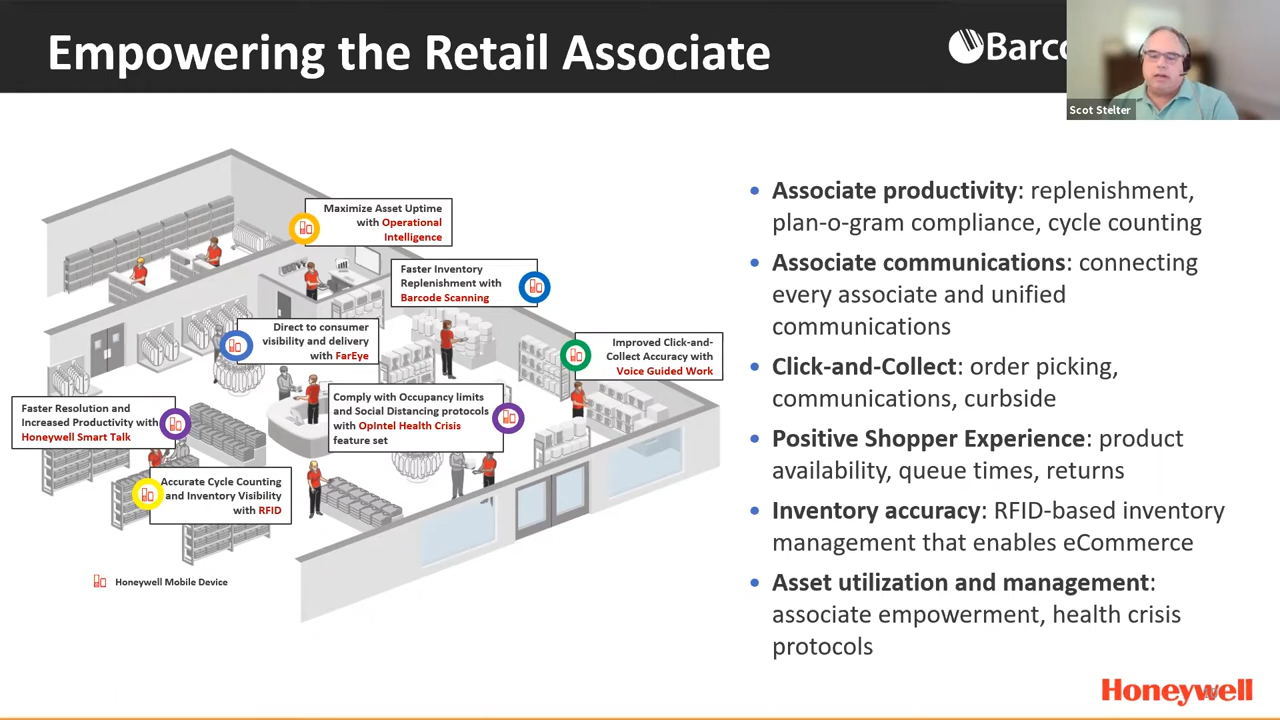 Empowering the Retail Associate
Barco
Scot Stelter
Maximize Asset Uptime
with Operational
Intelligence
Faster Inventory
Replenishment with
Barcode Scanning
Direct to consumer
visibility and delivery
with FarEye
Improved Click-and-
Collect Accuracy with
Voice Guided Work
Comply with Occupancy limits
and Social Distancing protocols
with OpIntel Health Crisis
feature set
Faster Resolution and
Increased Productivity with
Honeywell Smart Talk
Accurate Cycle Counting
and Inventory Visibility
with RFID
Honeywell Mobile Device
• Associate productivity: replenishment,
plan-o-gram compliance, cycle counting
• Associate communications: connecting
every associate and unified
communications
• Click-and-Collect: order picking,
communications, curbside
• Positive Shopper Experience: product
availability, queue times, returns
• Inventory accuracy: RFID-based inventory
management that enables eCommerce
• Asset utilization and management:
associate empowerment, health crisis
protocols
Honeywell